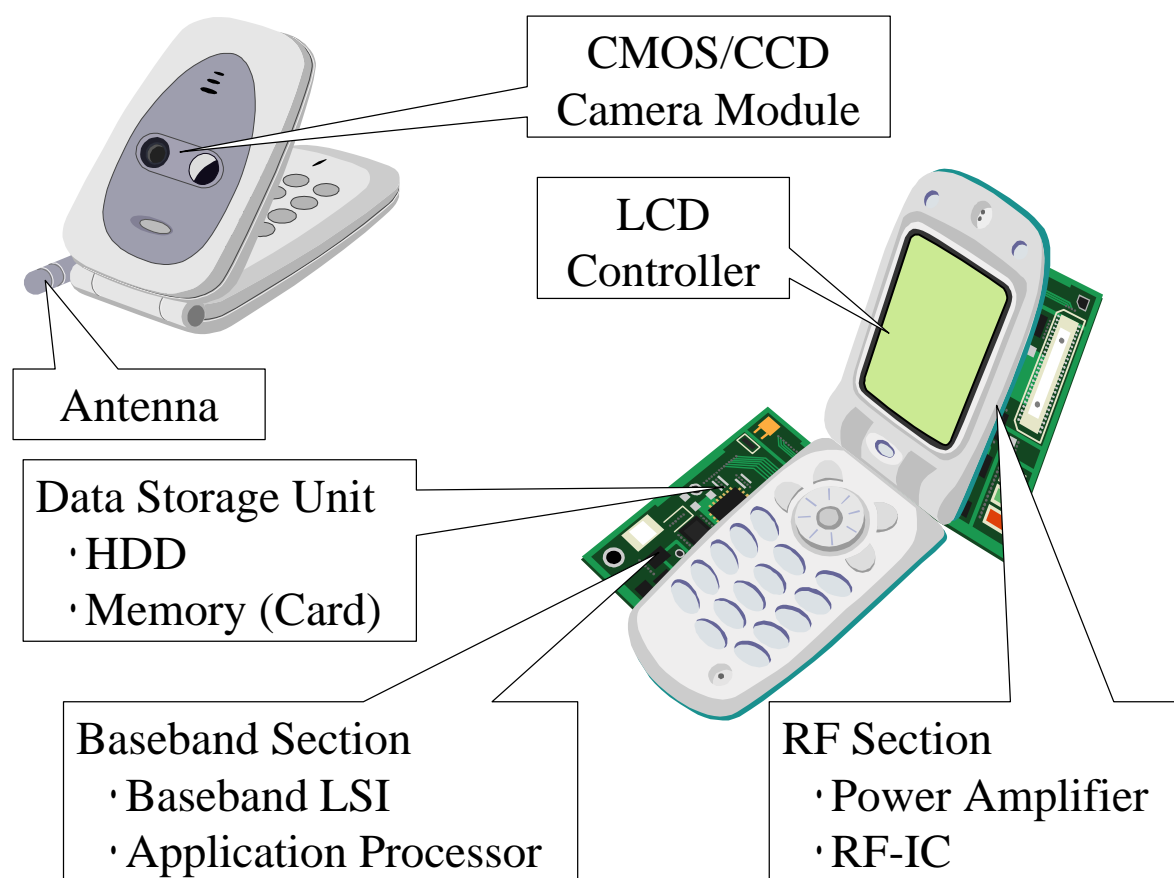 CMOS/CCD
Camera Module
LCD
Controller
Antenna
Data Storage Unit
・HDD
・Memory (Card)
Baseband Section
・Baseband LSI
・Application Processor
RF Section
・Power Amplifier
・RF-IC